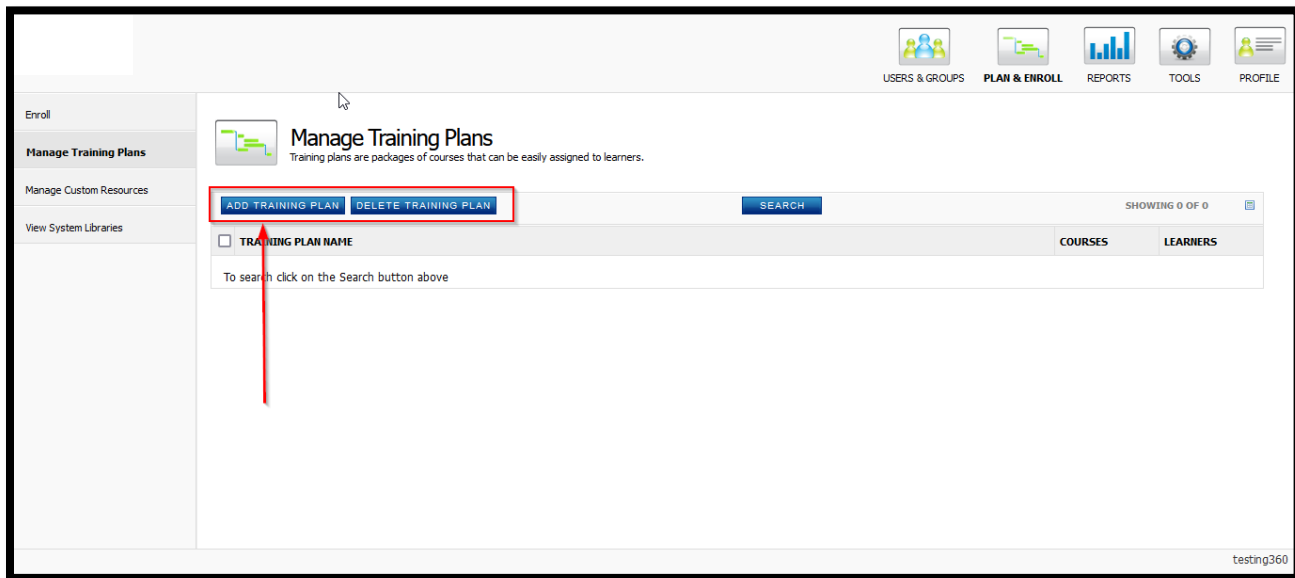 USERS & GROUPS PLAN & ENROLL REPORTS TOOLS PROFILE
Enroll
Manage Training Plans
Manage Custom Resources
View System Libraries
Manage Training Plans
Training plans are packages of courses that can be easily assigned to learners.
ADD TRAINING PLAN DELETE TRAINING PLAN SEARCH SHOWING 0 OF 0
TRAINING PLAN NAME COURSES LEARNERS
To search click on the Search button above
testing360